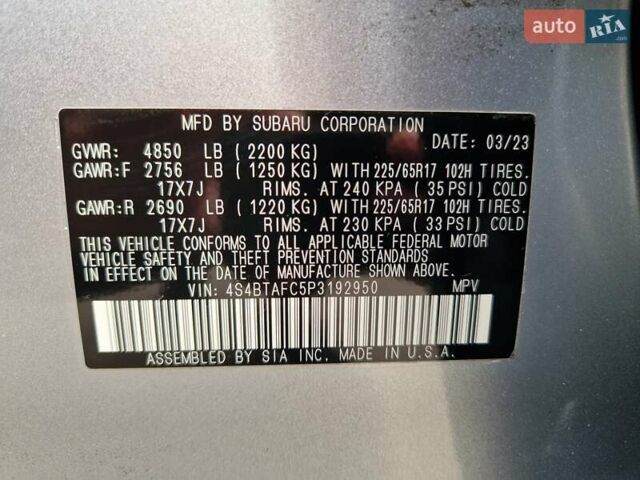 auto RIA.com
MFD BY SUBARU CORPORATION
GVWR: 4850 LB (2200 KG) DATE: 03/23
GAWR:F 2756 LB (1250 KG) WITH 225/65R17 102H TIRES.
17X7J RIMS. AT 240 KPA (35 PSI) COLD
GAWR:R 2690 LB (1220 KG) WITH 225/65R17 102H TIRES.
17X7J RIMS. AT 230 KPA (33 PSI) COLD
THIS VEHICLE CONFORMS TO ALL APPLICABLE FEDERAL MOTOR
VEHICLE SAFETY AND THEFT PREVENTION STANDARDS
IN EFFECT ON THE DATE OF MANUFACTURE SHOWN ABOVE.
VIN: 4S4BTAFC5P3192950 MPV
ASSEMBLED BY SIA INC. MADE IN U.S.A.